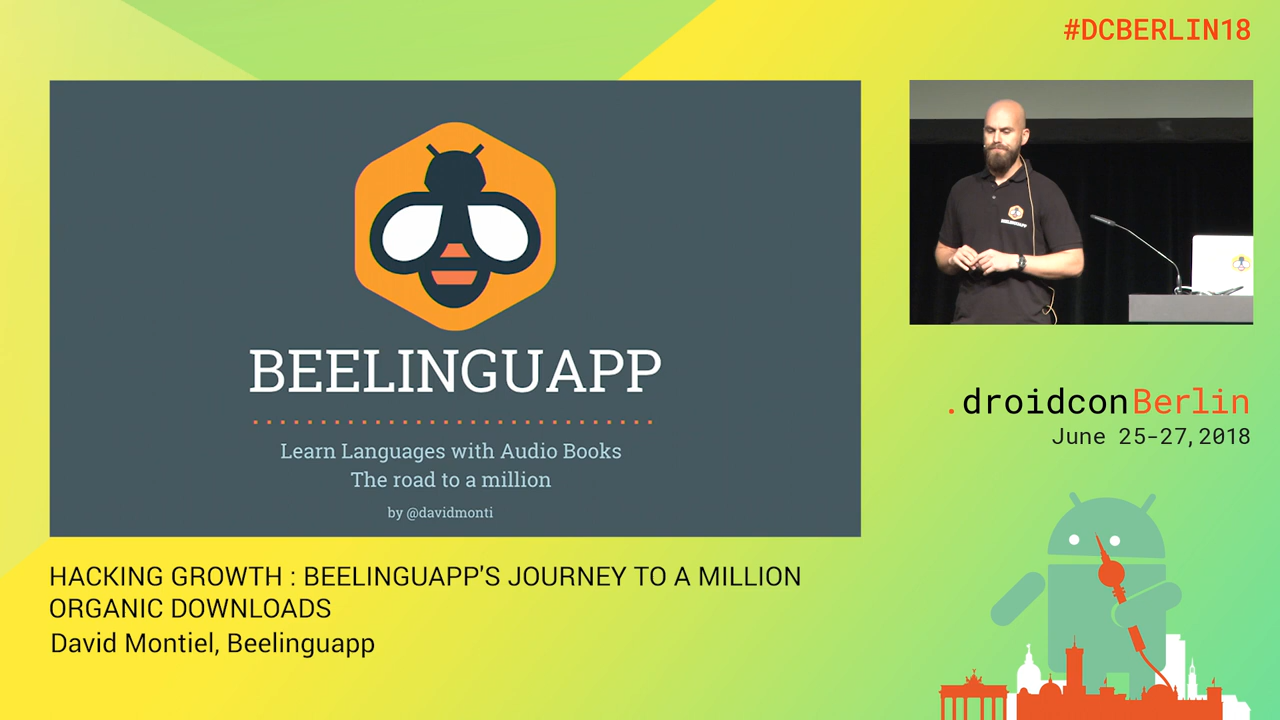 #DCBERLIN18
BEELINGUAPP
Learn Languages with Audio Books
The road to a million
by @davidmonti
BEELINGUAPP
.droidconBerlin
June 25-27, 2018
HACKING GROWTH : BEELINGUAPP'S JOURNEY TO A MILLION
ORGANIC DOWNLOADS
David Montiel, Beelinguapp